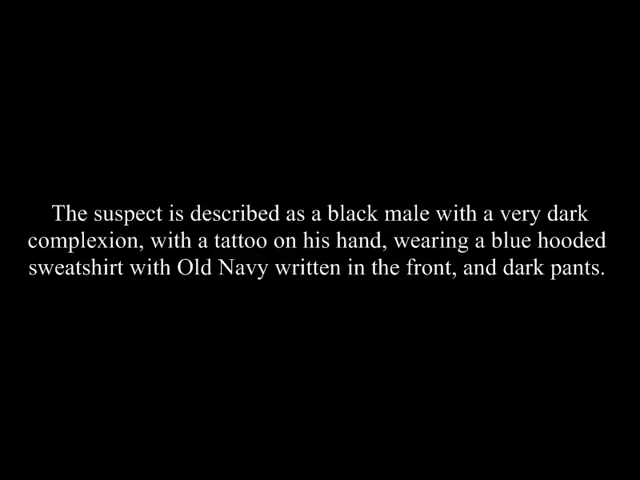 The suspect is described as a black male with a very dark
complexion, with a tattoo on his hand, wearing a blue hooded
sweatshirt with Old Navy written in the front, and dark pants.